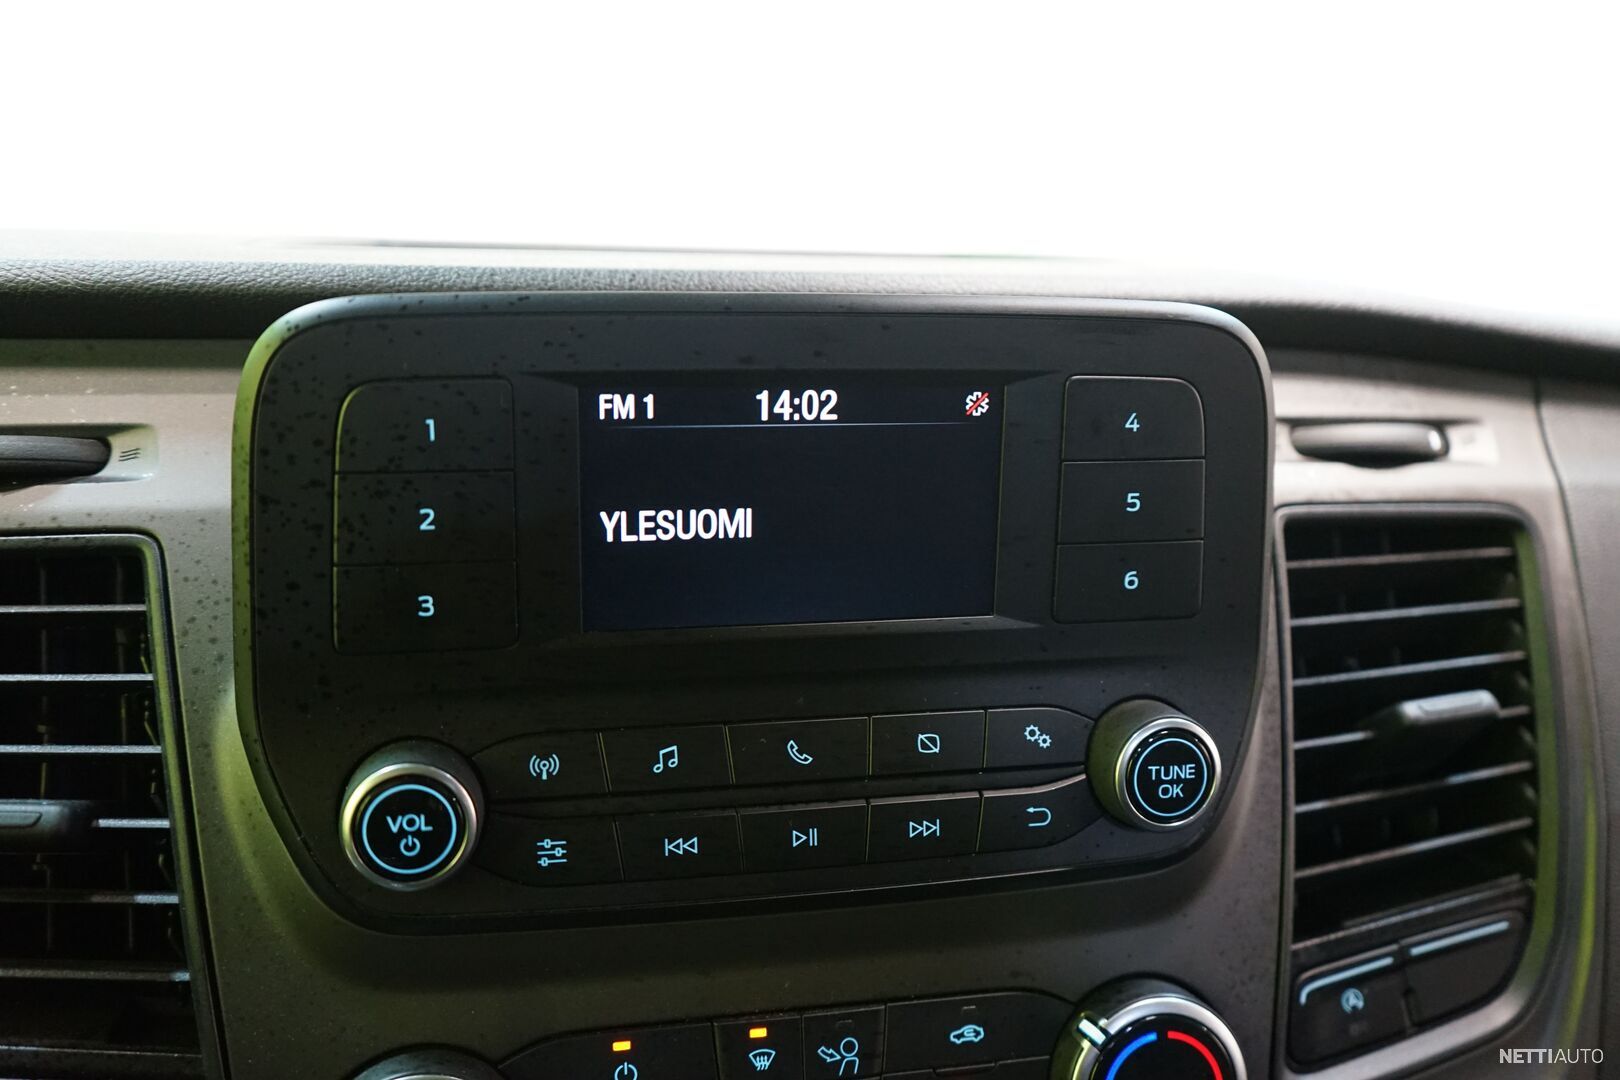 FM 1 14:02
YLESUOMI
1
2
3
4
5
6
VOL
TUNE
OK
NETTIAUTO